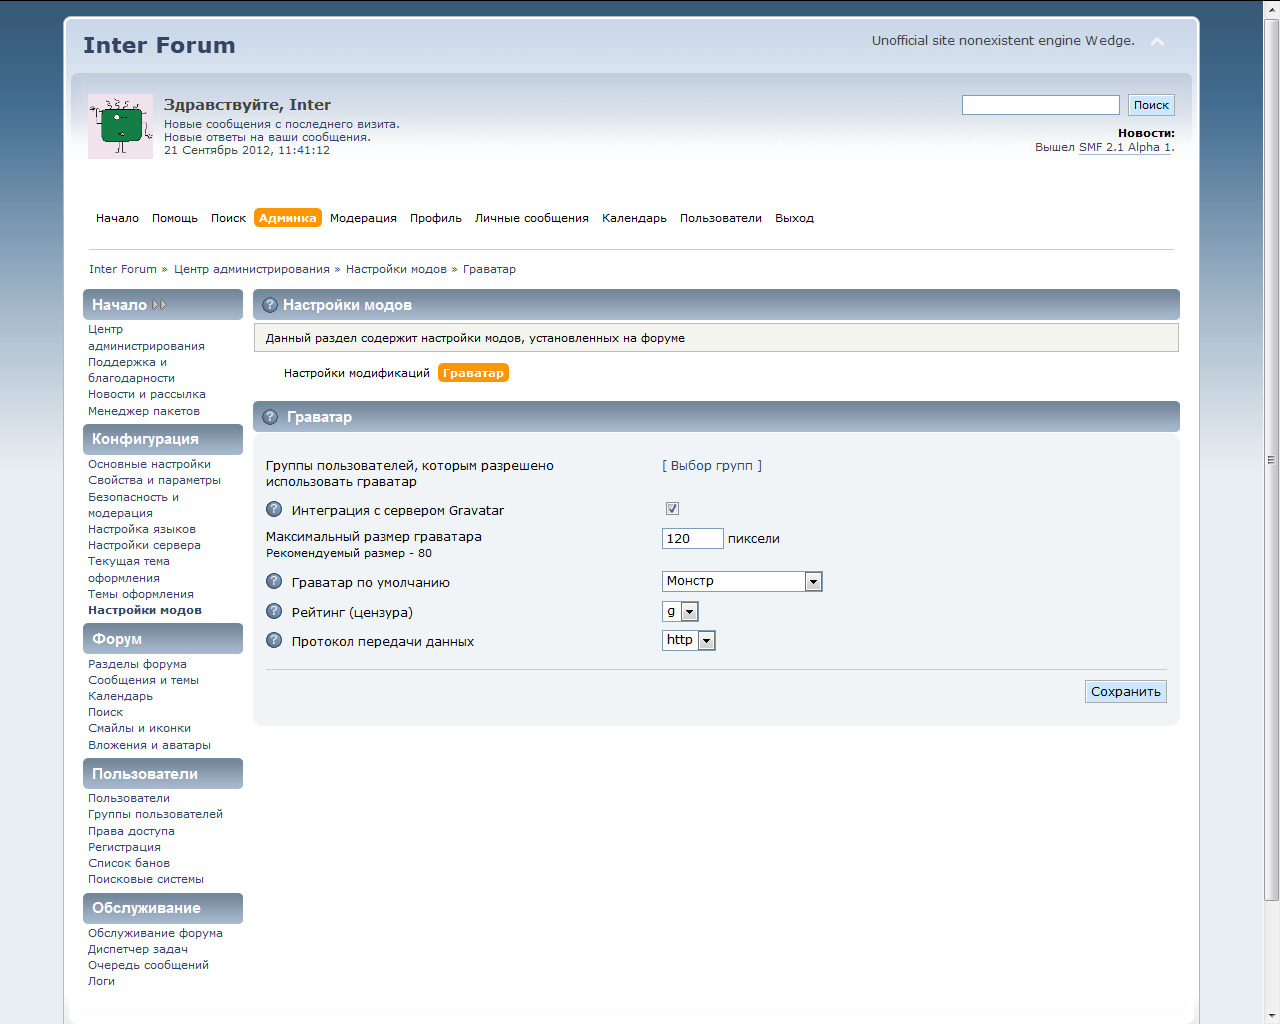 Inter Forum
Unofficial site nonexistent engine Wedge.
Здравствуйте, Inter
Новые сообщения с последнего визита.
Новые ответы на ваши сообщения.
21 Сентябрь 2012, 11:41:12
Поиск
Новости:
Вышел SMF 2.1 Alpha 1.
Начало Помощь Поиск Админка Модерация Профиль Личные сообщения Календарь Пользователи Выход
Inter Forum » Центр администрирования » Настройки модов » Граватар
Начало
Центр
администрирования
Поддержка и
благодарности
Новости и рассылка
Менеджер пакетов
Конфигурация
Основные настройки
Свойства и параметры
Безопасность и
модерация
Настройка языков
Настройки сервера
Текущая тема
оформления
Темы оформления
Настройки модов
Форум
Разделы форума
Сообщения и темы
Календарь
Поиск
Смайлы и иконки
Вложения и аватары
Пользователи
Пользователи
Группы пользователей
Права доступа
Регистрация
Список банов
Поисковые системы
Обслуживание
Обслуживание форума
Диспетчер задач
Очередь сообщений
Логи
? Настройки модов
Данный раздел содержит настройки модов, установленных на форуме
Настройки модификаций Граватар
? Граватар
Группы пользователей, которым разрешено
использовать граватар
[ Выбор групп ]
? Интеграция с сервером Gravatar
Максимальный размер граватара
Рекомендуемый размер - 80
120 пиксели
? Граватар по умолчанию
Монстр
? Рейтинг (цензура)
g
? Протокол передачи данных
http
Сохранить